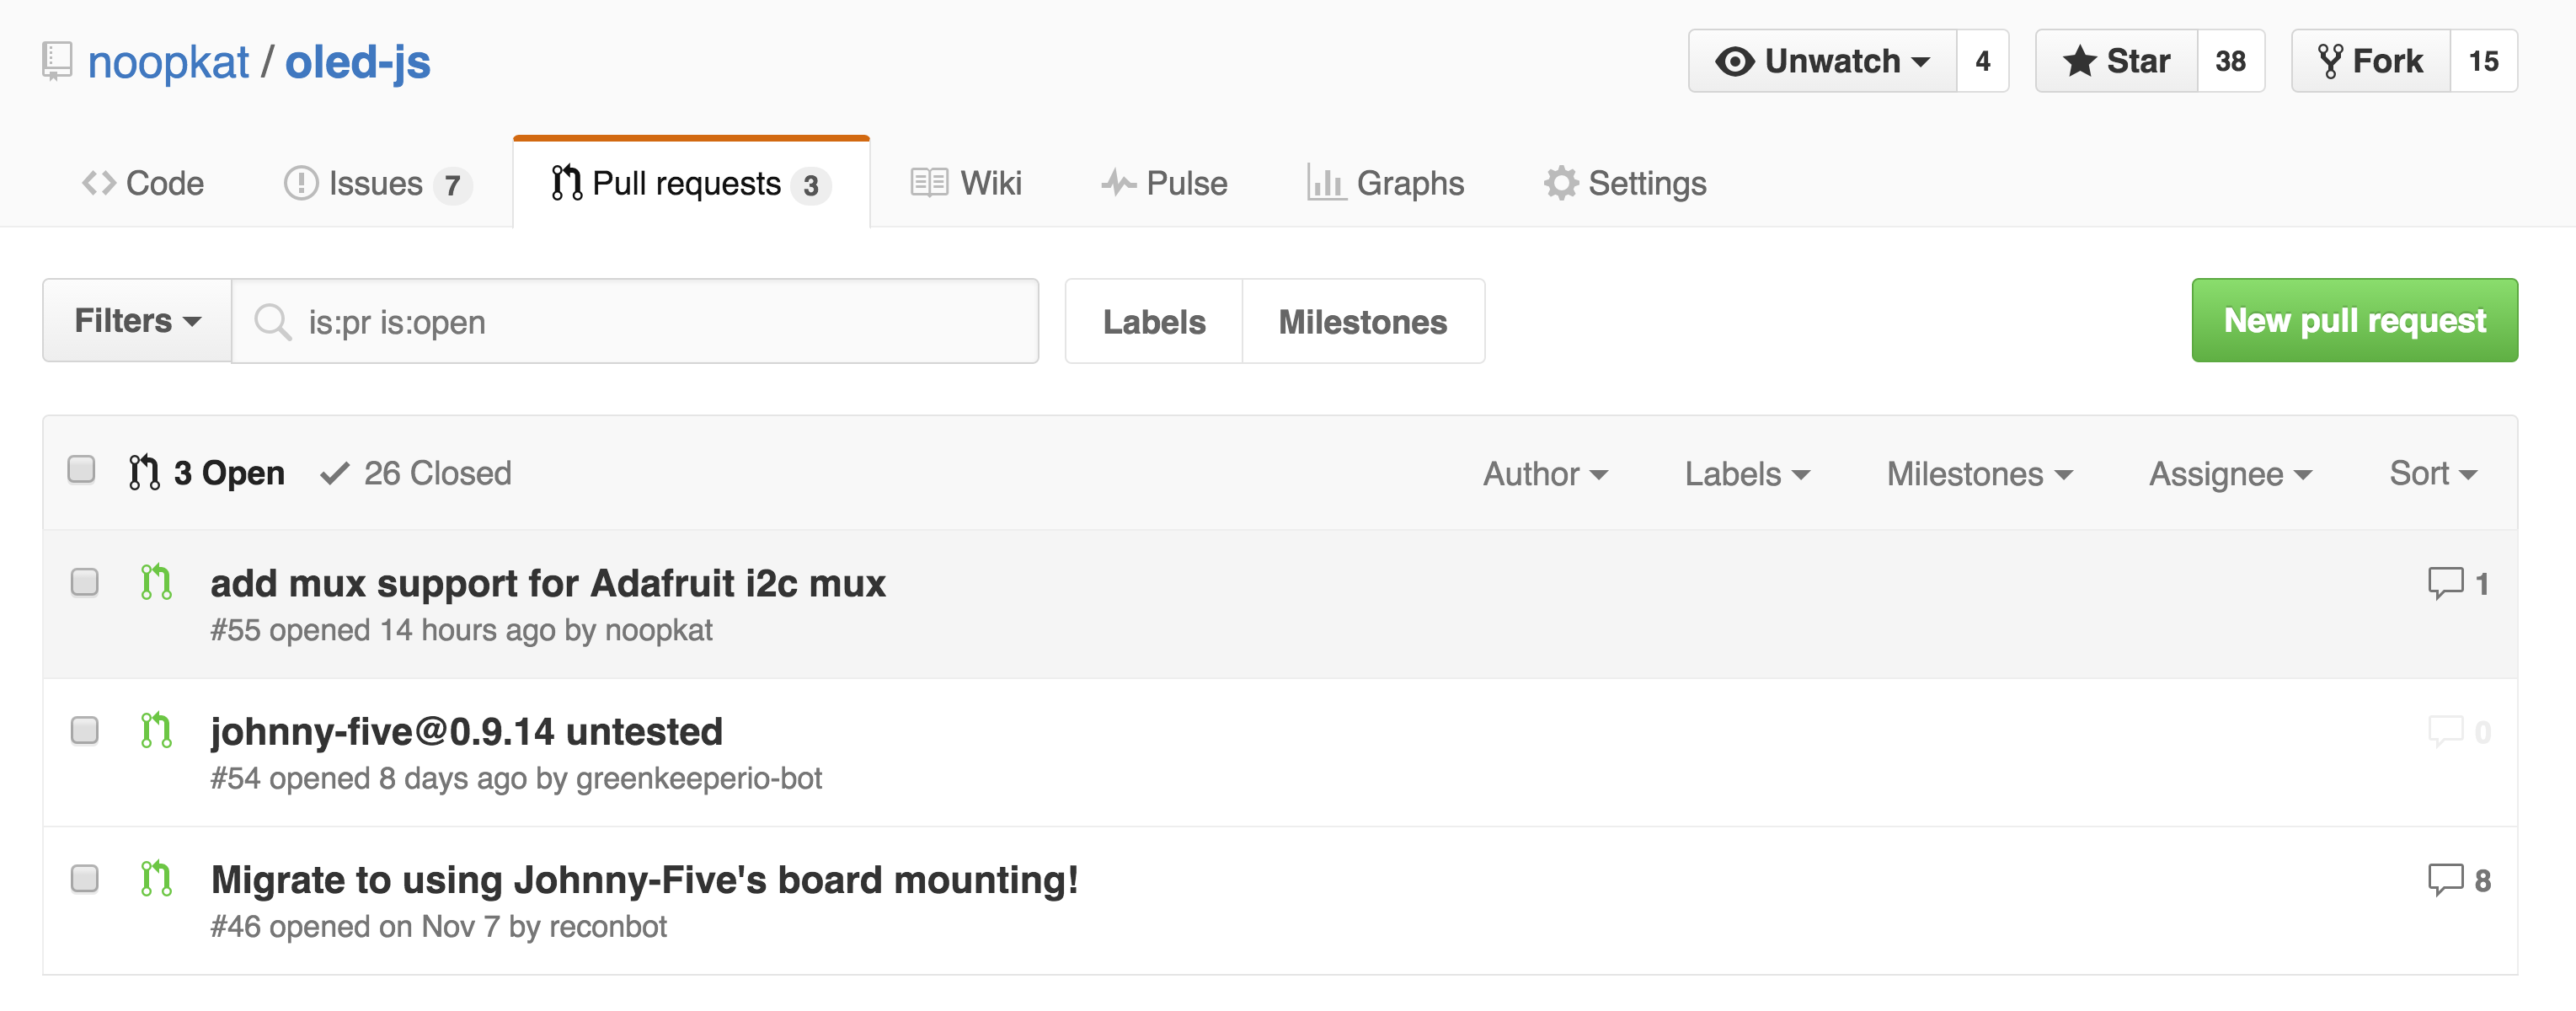 noopkat / oled-js
Unwatch 4 Star 38 Fork 15
Code Issues 7 Pull requests 3 Wiki Pulse Graphs Settings
Filters is:pr is:open Labels Milestones New pull request
3 Open 26 Closed Author Labels Milestones Assignee Sort
add mux support for Adafruit i2c mux 1
#55 opened 14 hours ago by noopkat
johnny-five@0.9.14 untested 0
#54 opened 8 days ago by greenkeeperio-bot
Migrate to using Johnny-Five's board mounting! 8
#46 opened on Nov 7 by reconbot